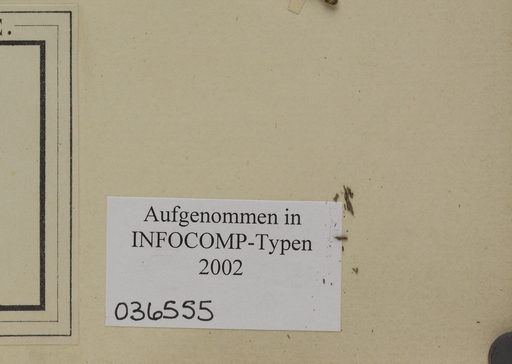 E.
Aufgenommen in
INFOCOMP-Typen
2002
036555